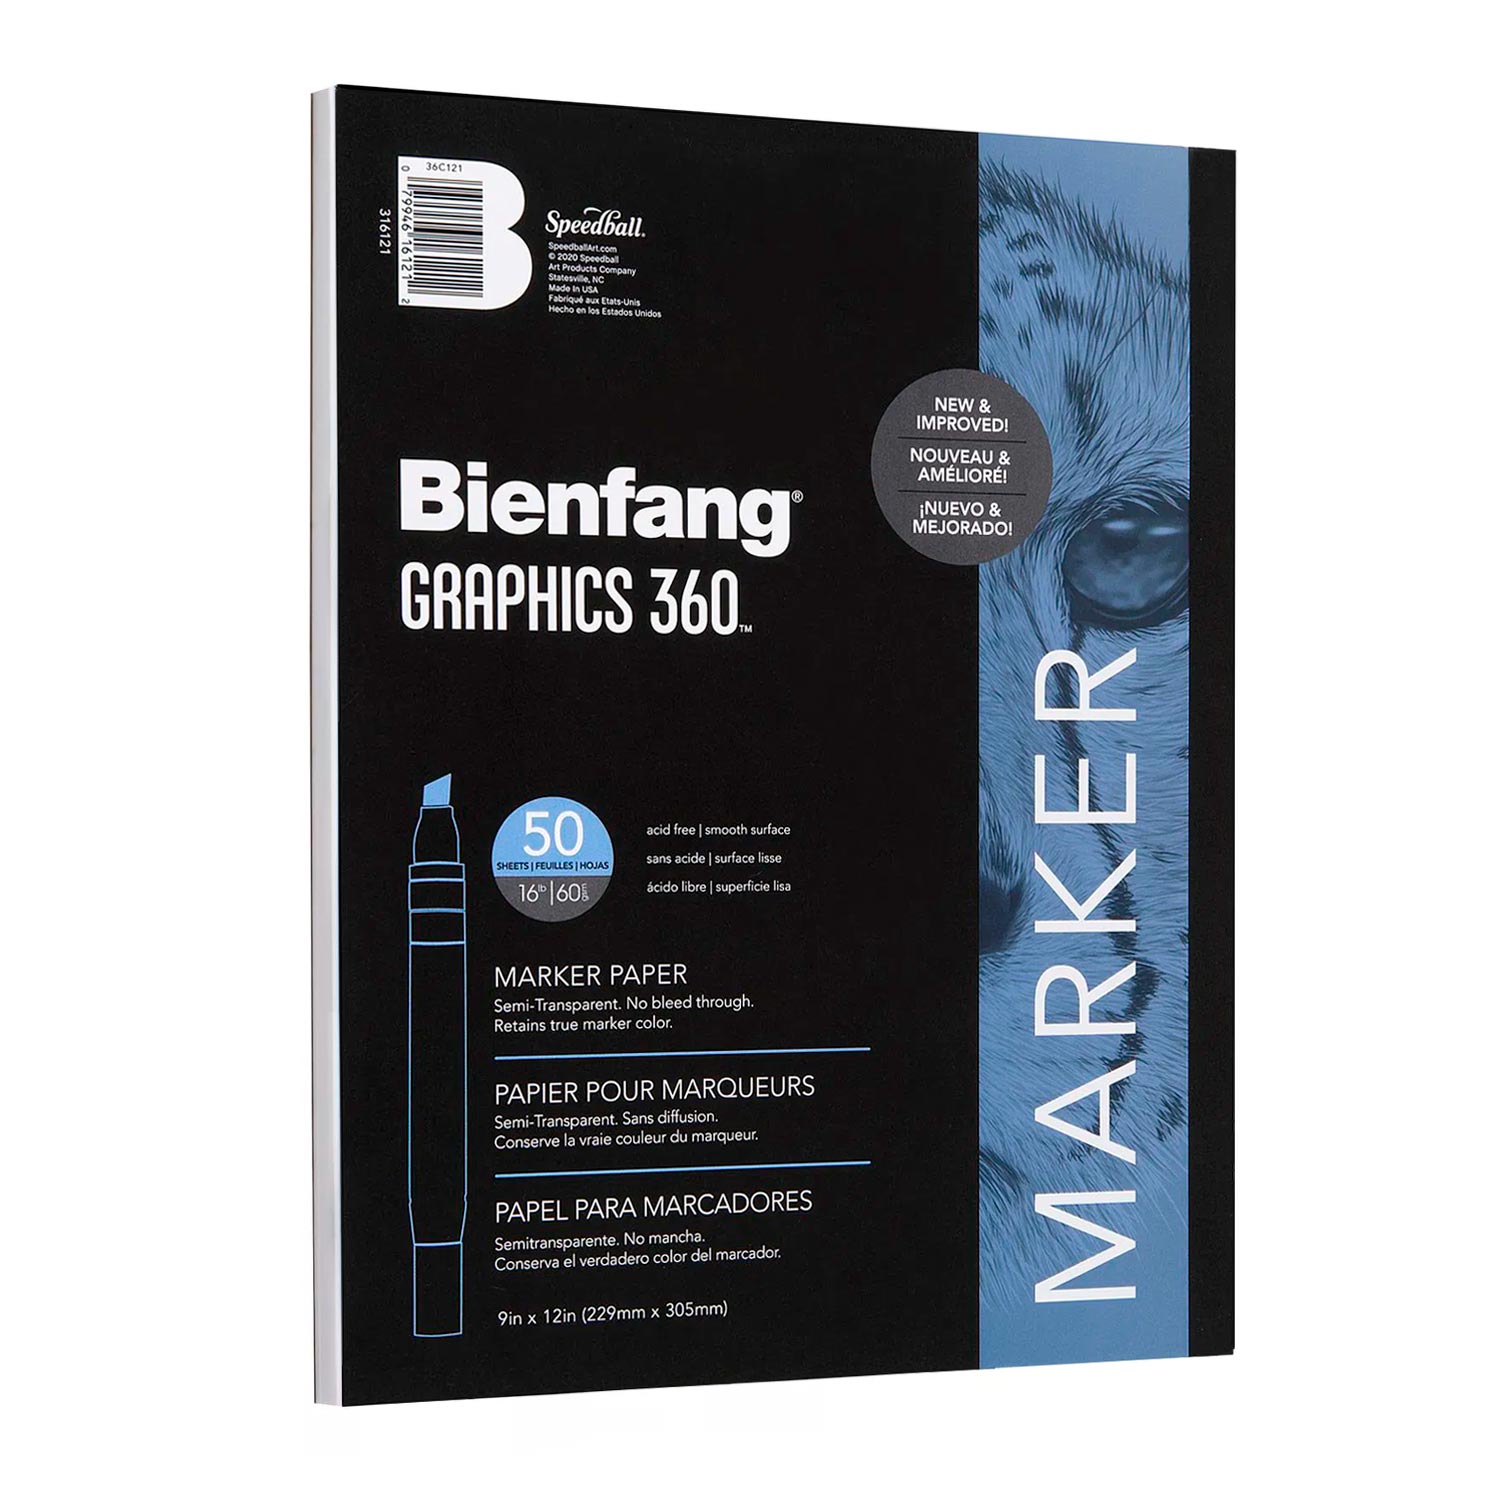 36C121
0 79946 16121 2
316121
B
Speedball®
SpeedballArt.com
© 2020 Speedball
Art Products Company
Statesville, NC
Made In USA
Fabriqué aux Etats-Unis
Hecho en los Estados Unidos
NEW &
IMPROVED!
NOUVEAU &
AMÉLIORÉ!
¡NUEVO &
MEJORADO!
Bienfang®
GRAPHICS 360™
MARKER
50
SHEETS | FEUILLES | HOJAS
16lb | 60gsm
acid free | smooth surface
sans acide | surface lisse
ácido libre | superficie lisa
MARKER PAPER
Semi-Transparent. No bleed through.
Retains true marker color.
PAPIER POUR MARQUEURS
Semi-Transparent. Sans diffusion.
Conserve la vraie couleur du marqueur.
PAPEL PARA MARCADORES
Semitransparente. No mancha.
Conserva el verdadero color del marcador.
9in x 12in (229mm x 305mm)